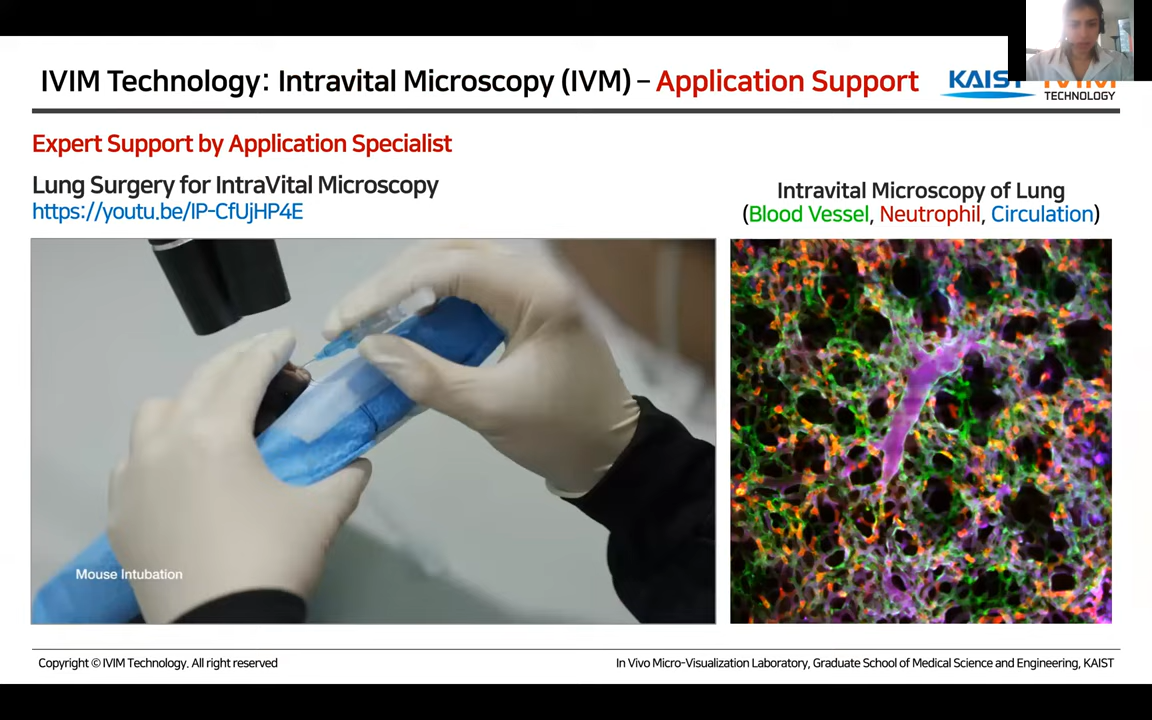 IVIM Technology: Intravital Microscopy (IVM) – Application Support
KAIST
IVIM
TECHNOLOGY
Expert Support by Application Specialist
Lung Surgery for IntraVital Microscopy
https://youtu.be/IP-CfUjHP4E
Intravital Microscopy of Lung
(Blood Vessel, Neutrophil, Circulation)
Mouse Intubation
Copyright © IVIM Technology. All right reserved
In Vivo Micro-Visualization Laboratory, Graduate School of Medical Science and Engineering, KAIST